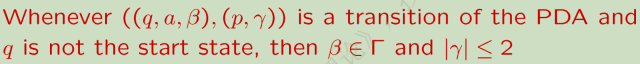 Whenever ((q, a, β), (p, γ)) is a transition of the PDA and
q is not the start state, then β ∈ Γ and |γ| ≤ 2